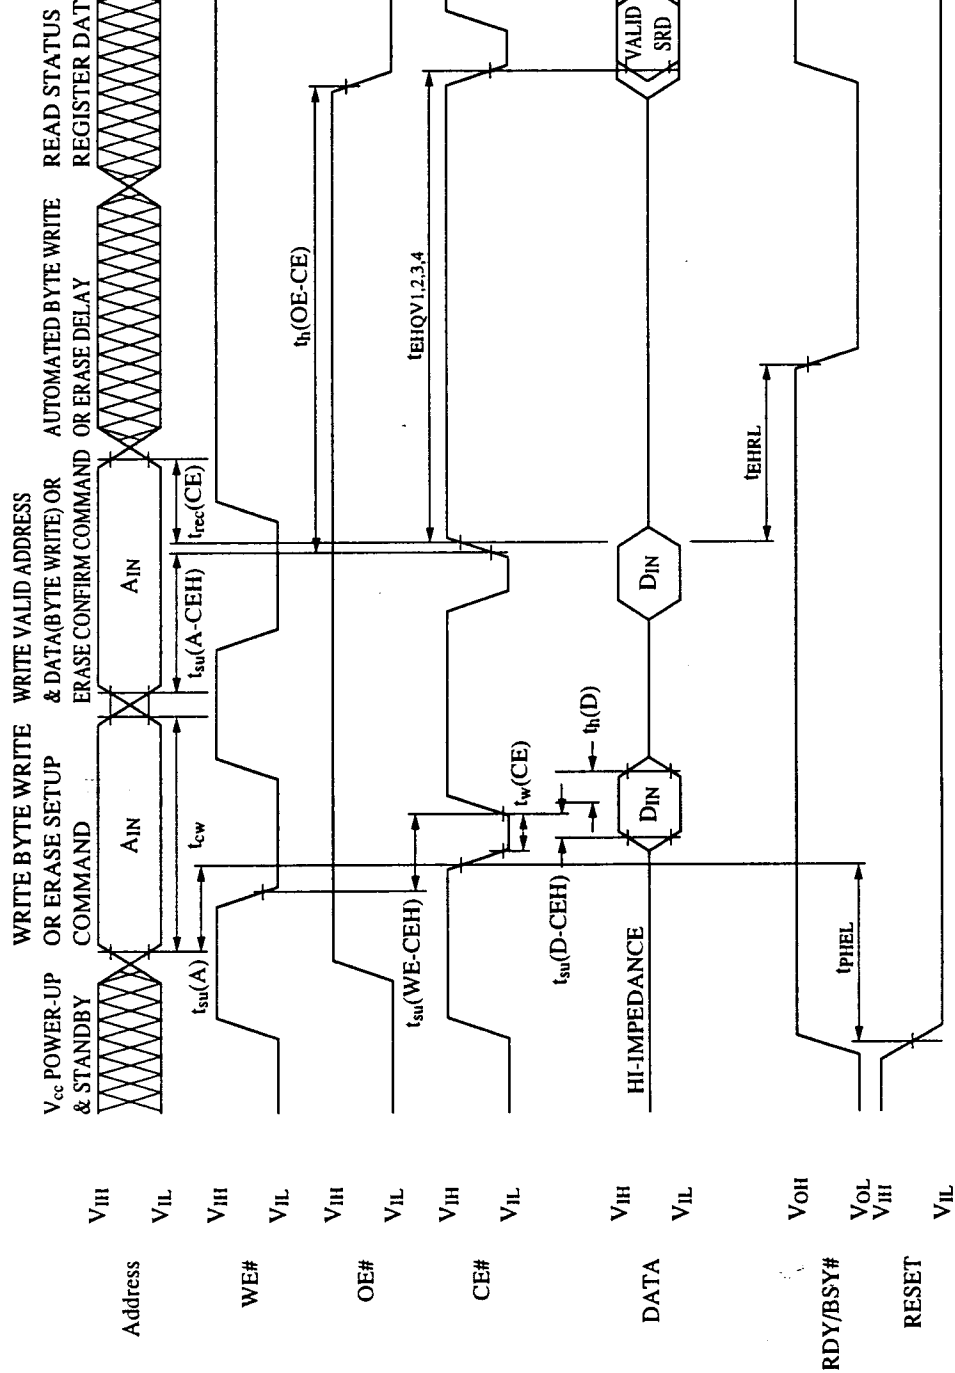 Vcc POWER-UP
& STANDBY
WRITE BYTE WRITE
OR ERASE SETUP
COMMAND
WRITE VALID ADDRESS
& DATA(BYTE WRITE) OR
ERASE CONFIRM COMMAND
AUTOMATED BYTE WRITE
OR ERASE DELAY
READ STATUS
REGISTER DAT
Address
VIH
VIL
AIN
AIN
tsu(A)
tcw
tsu(A-CEH)
trec(CE)
WE#
VIH
VIL
OE#
VIH
VIL
th(OE-CE)
tsu(WE-CEH)
CE#
VIH
VIL
tEHQV1,2,3,4
tw(CE)
tsu(D-CEH)
th(D)
DATA
VIH
VIL
HI-IMPEDANCE
DIN
DIN
VALID
SRD
tEHRL
RDY/BSY#
VOH
VOL
tPHEL
RESET
VIH
VIL